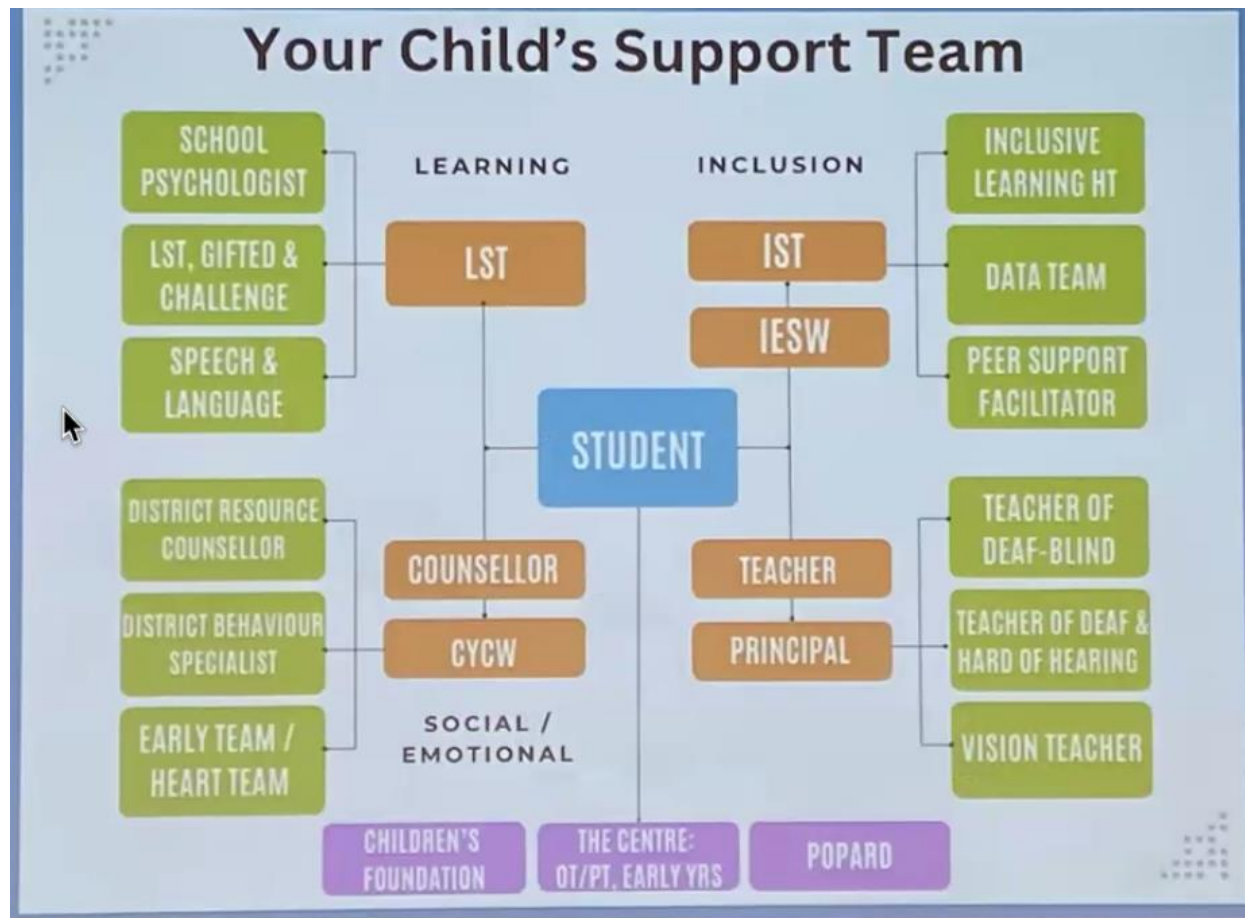 Your Child's Support Team
SCHOOL
PSYCHOLOGIST
LST, GIFTED &
CHALLENGE
SPEECH &
LANGUAGE
LEARNING
LST
INCLUSION
IST
IESW
INCLUSIVE
LEARNING HT
DATA TEAM
PEER SUPPORT
FACILITATOR
STUDENT
DISTRICT RESOURCE
COUNSELLOR
DISTRICT BEHAVIOUR
SPECIALIST
EARLY TEAM /
HEART TEAM
COUNSELLOR
CYCW
SOCIAL /
EMOTIONAL
TEACHER
PRINCIPAL
TEACHER OF
DEAF-BLIND
TEACHER OF DEAF &
HARD OF HEARING
VISION TEACHER
CHILDREN'S
FOUNDATION
THE CENTRE:
OT/PT, EARLY YRS
POPARD